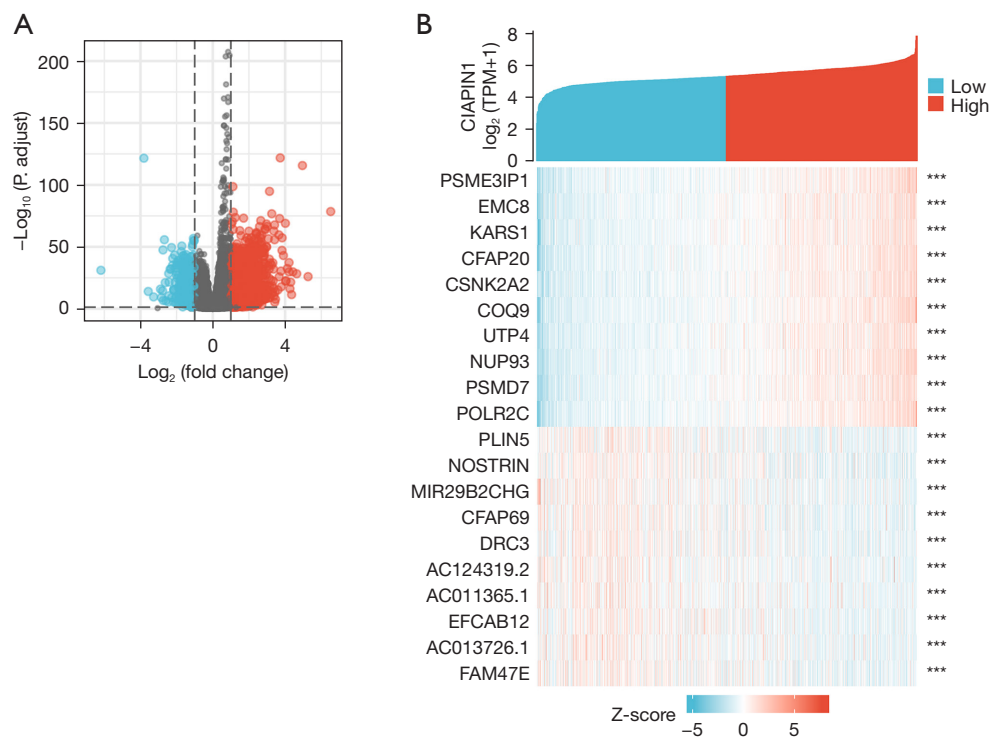 A
200
150
100
50
0
−Log10 (P. adjust)
−4 0 4
Log2 (fold change)
B
8
6
4
2
0
CIAPIN1
log2 (TPM+1)
Low
High
PSME3IP1 ***
EMC8 ***
KARS1 ***
CFAP20 ***
CSNK2A2 ***
COQ9 ***
UTP4 ***
NUP93 ***
PSMD7 ***
POLR2C ***
PLIN5 ***
NOSTRIN ***
MIR29B2CHG ***
CFAP69 ***
DRC3 ***
AC124319.2 ***
AC011365.1 ***
EFCAB12 ***
AC013726.1 ***
FAM47E ***
Z-score
−5 0 5